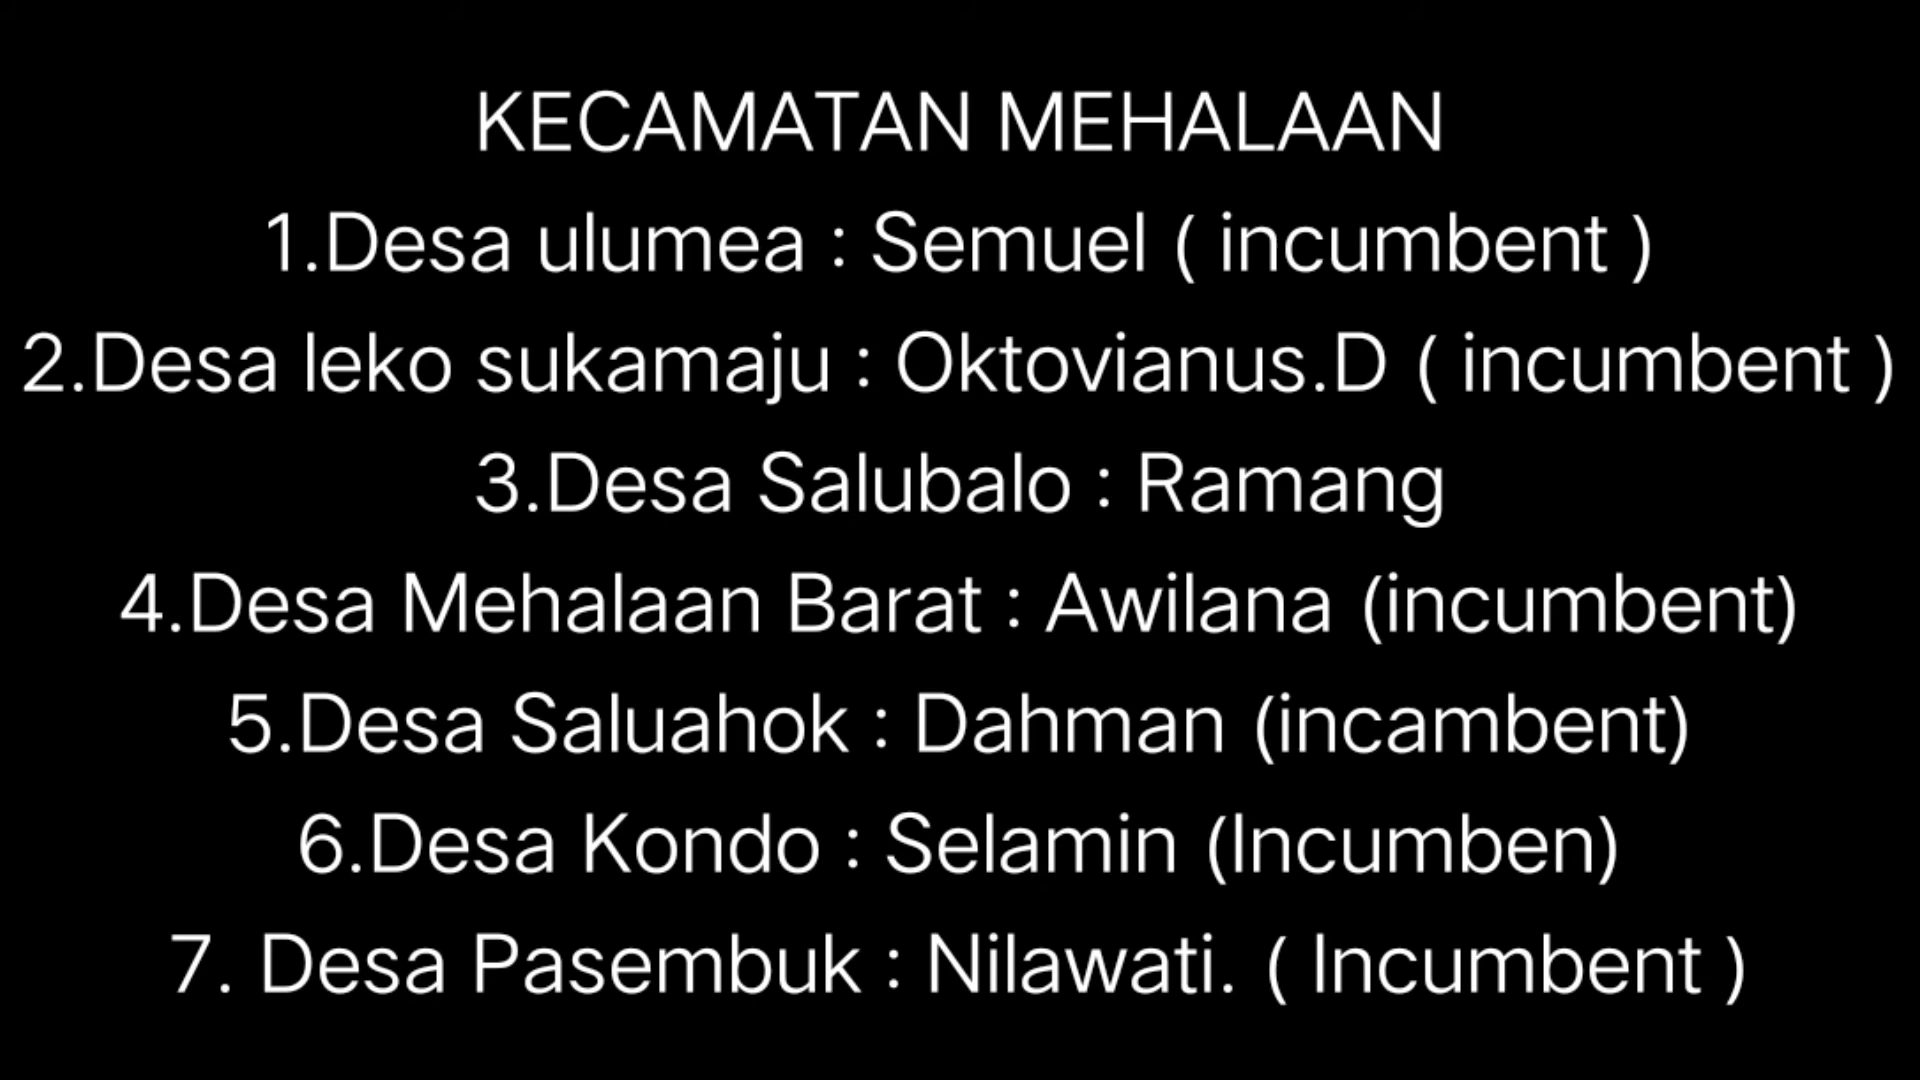 KECAMATAN MEHALAAN
1.Desa ulumea : Semuel ( incumbent )
2.Desa leko sukamaju : Oktovianus.D ( incumbent )
3.Desa Salubalo : Ramang
4.Desa Mehalaan Barat : Awilana (incumbent)
5.Desa Saluahok : Dahman (incambent)
6.Desa Kondo : Selamin (Incumben)
7. Desa Pasembuk : Nilawati. ( Incumbent )